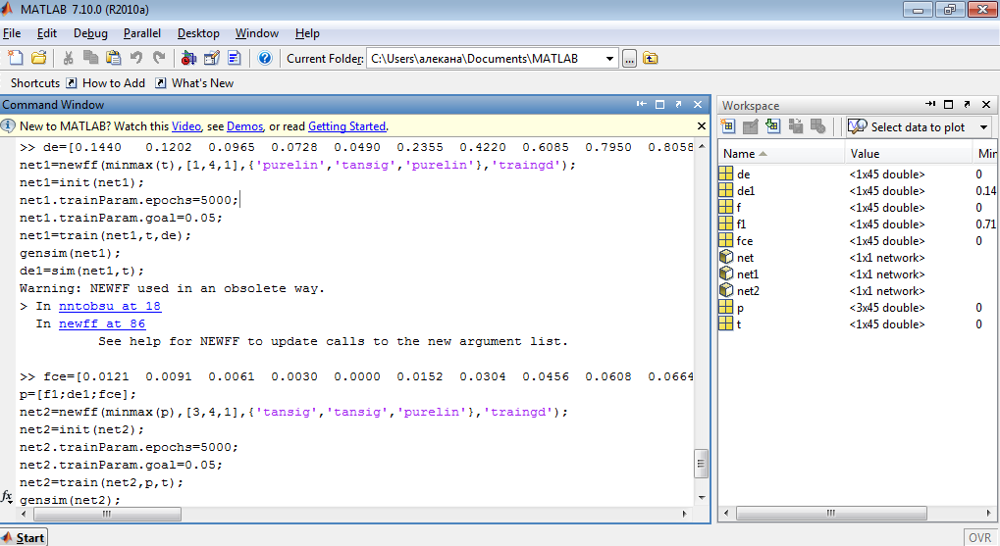 MATLAB 7.10.0 (R2010a)
File Edit Debug Parallel Desktop Window Help
Current Folder: C:\Users\алекана\Documents\MATLAB
Shortcuts How to Add What's New
Command Window
New to MATLAB? Watch this Video, see Demos, or read Getting Started.
>> de=[0.1440 0.1202 0.0965 0.0728 0.0490 0.2355 0.4220 0.6085 0.7950 0.8058
net1=newff(minmax(t),[1,4,1],{'purelin','tansig','purelin'},'traingd');
net1=init(net1);
net1.trainParam.epochs=5000;
net1.trainParam.goal=0.05;
net1=train(net1,t,de);
gensim(net1);
de1=sim(net1,t);
Warning: NEWFF used in an obsolete way.
> In nntobsu at 18
In newff at 86
See help for NEWFF to update calls to the new argument list.
>> fce=[0.0121 0.0091 0.0061 0.0030 0.0000 0.0152 0.0304 0.0456 0.0608 0.0664
p=[f1;de1;fce];
net2=newff(minmax(p),[3,4,1],{'tansig','tansig','purelin'},'traingd');
net2=init(net2);
net2.trainParam.epochs=5000;
net2.trainParam.goal=0.05;
net2=train(net2,p,t);
gensim(net2);
fx
Workspace
Select data to plot
Name Value Min
de <1x45 double> 0
de1 <1x45 double> 0.14
f <1x45 double> 0
f1 <1x45 double> 0.71
fce <1x45 double> 0
net <1x1 network>
net1 <1x1 network>
net2 <1x1 network>
p <3x45 double> 0
t <1x45 double> 0
Start
OVR